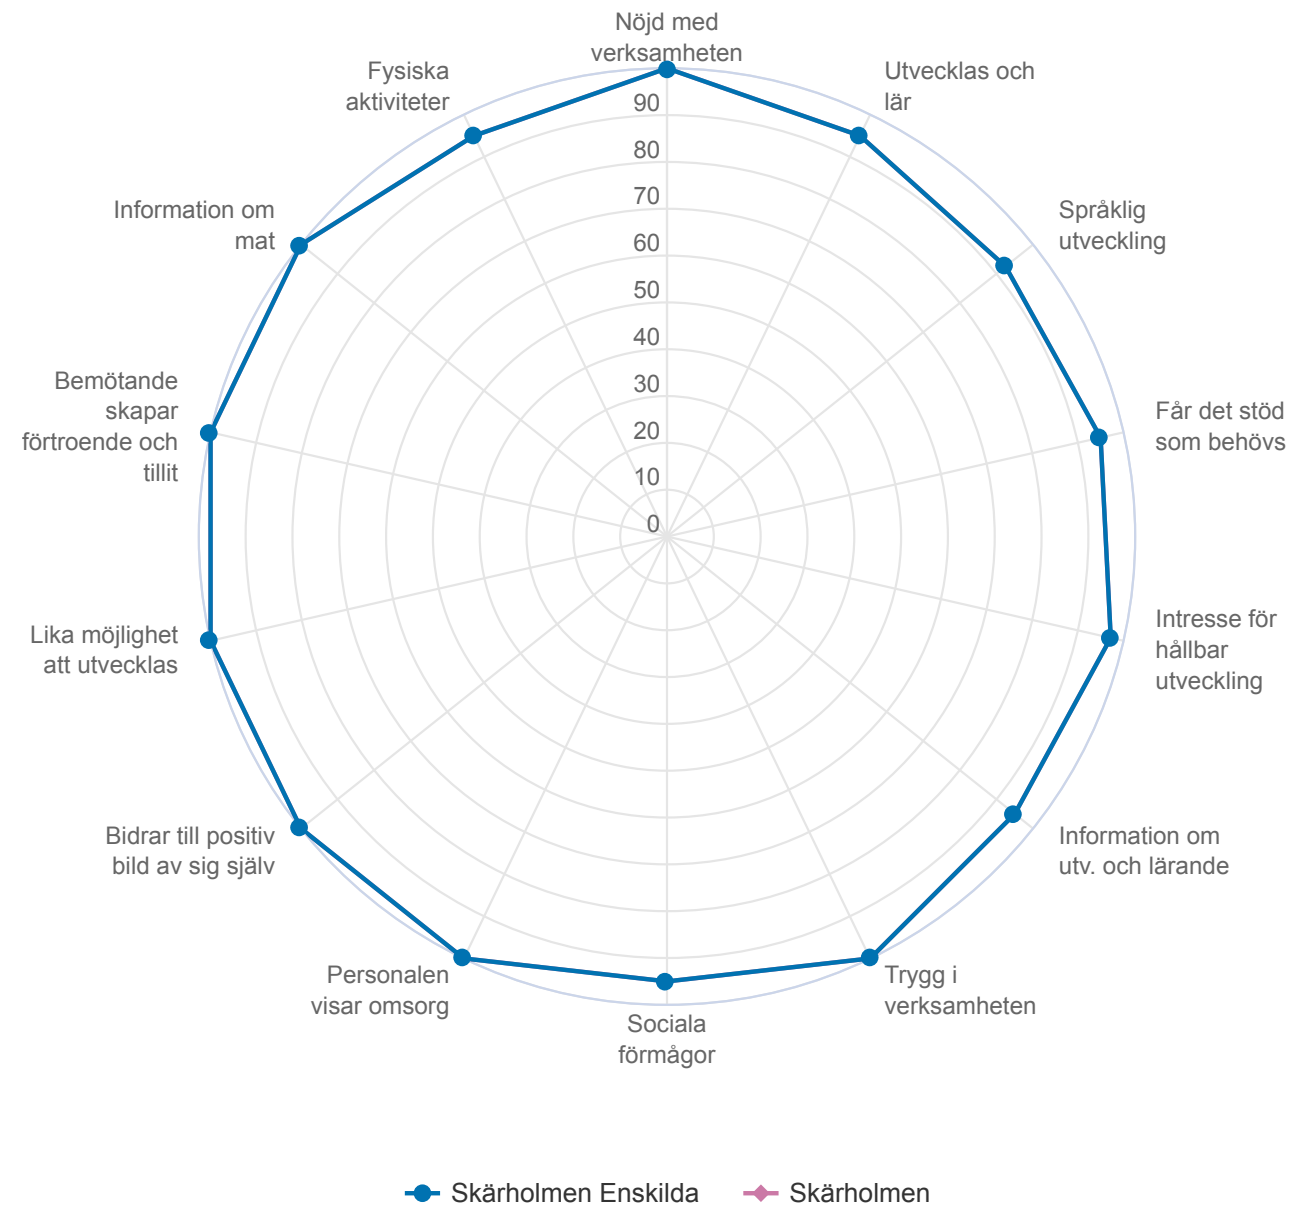 Nöjd med
verksamheten
Utvecklas och
lär
Språklig
utveckling
Får det stöd
som behövs
Intresse för
hållbar
utveckling
Information om
utv. och lärande
Trygg i
verksamheten
Sociala
förmågor
Personalen
visar omsorg
Bidrar till positiv
bild av sig själv
Lika möjlighet
att utvecklas
Bemötande
skapar
förtroende och
tillit
Information om
mat
Fysiska
aktiviteter
90
80
70
60
50
40
30
20
10
0
Skärholmen Enskilda
Skärholmen